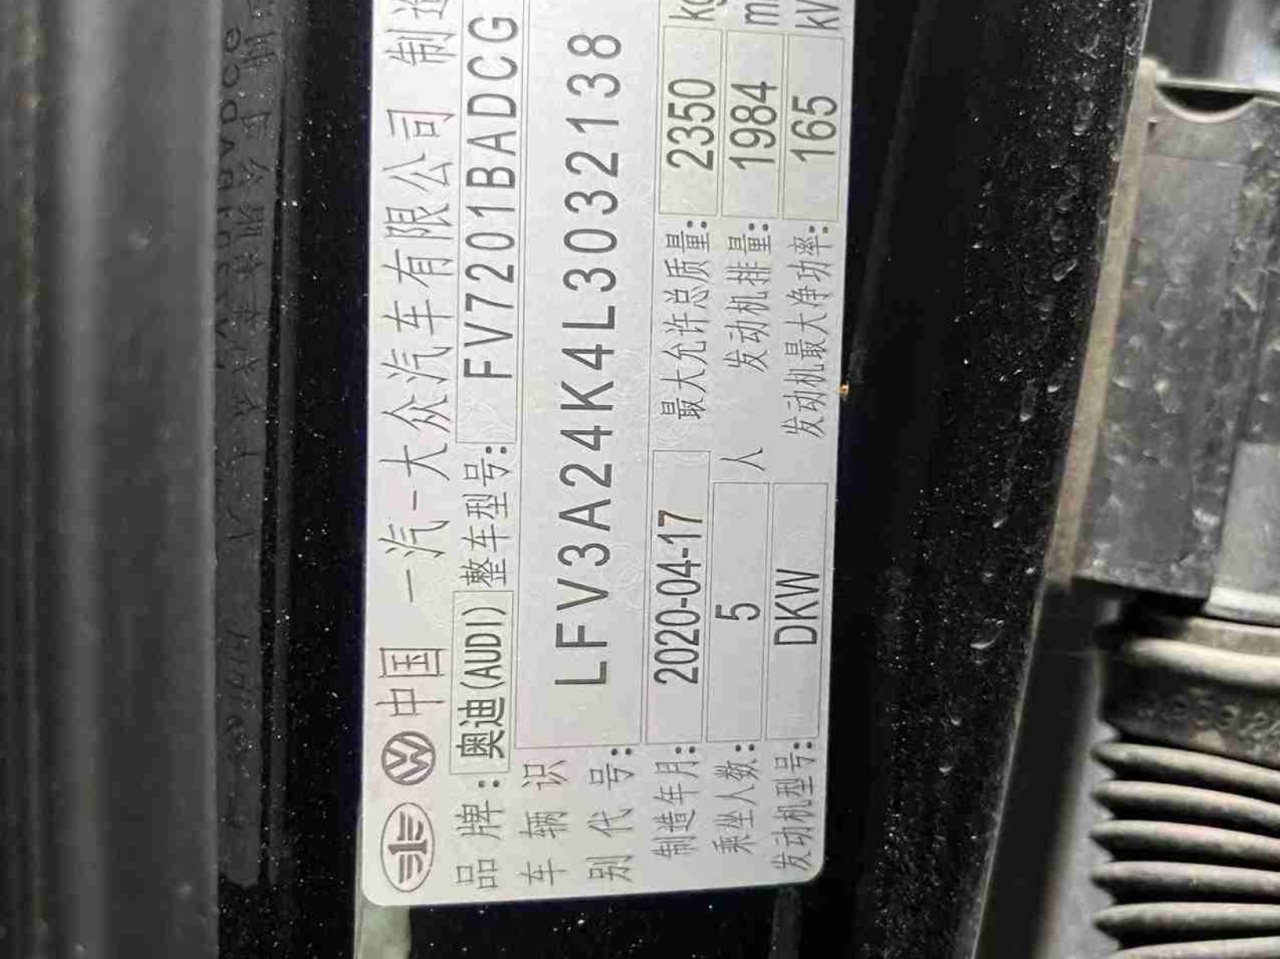 中国 一汽-大众汽车有限公司 制造
品牌: 奥迪(AUDI) 整车型号: FV7201BADCG
车辆识别代号: LFV3A24K4L3032138
制造年月: 2020-04-17 最大允许总质量: 2350 kg
乘坐人数: 5 人 发动机排量: 1984
发动机型号: DKW 发动机最大净功率: 165